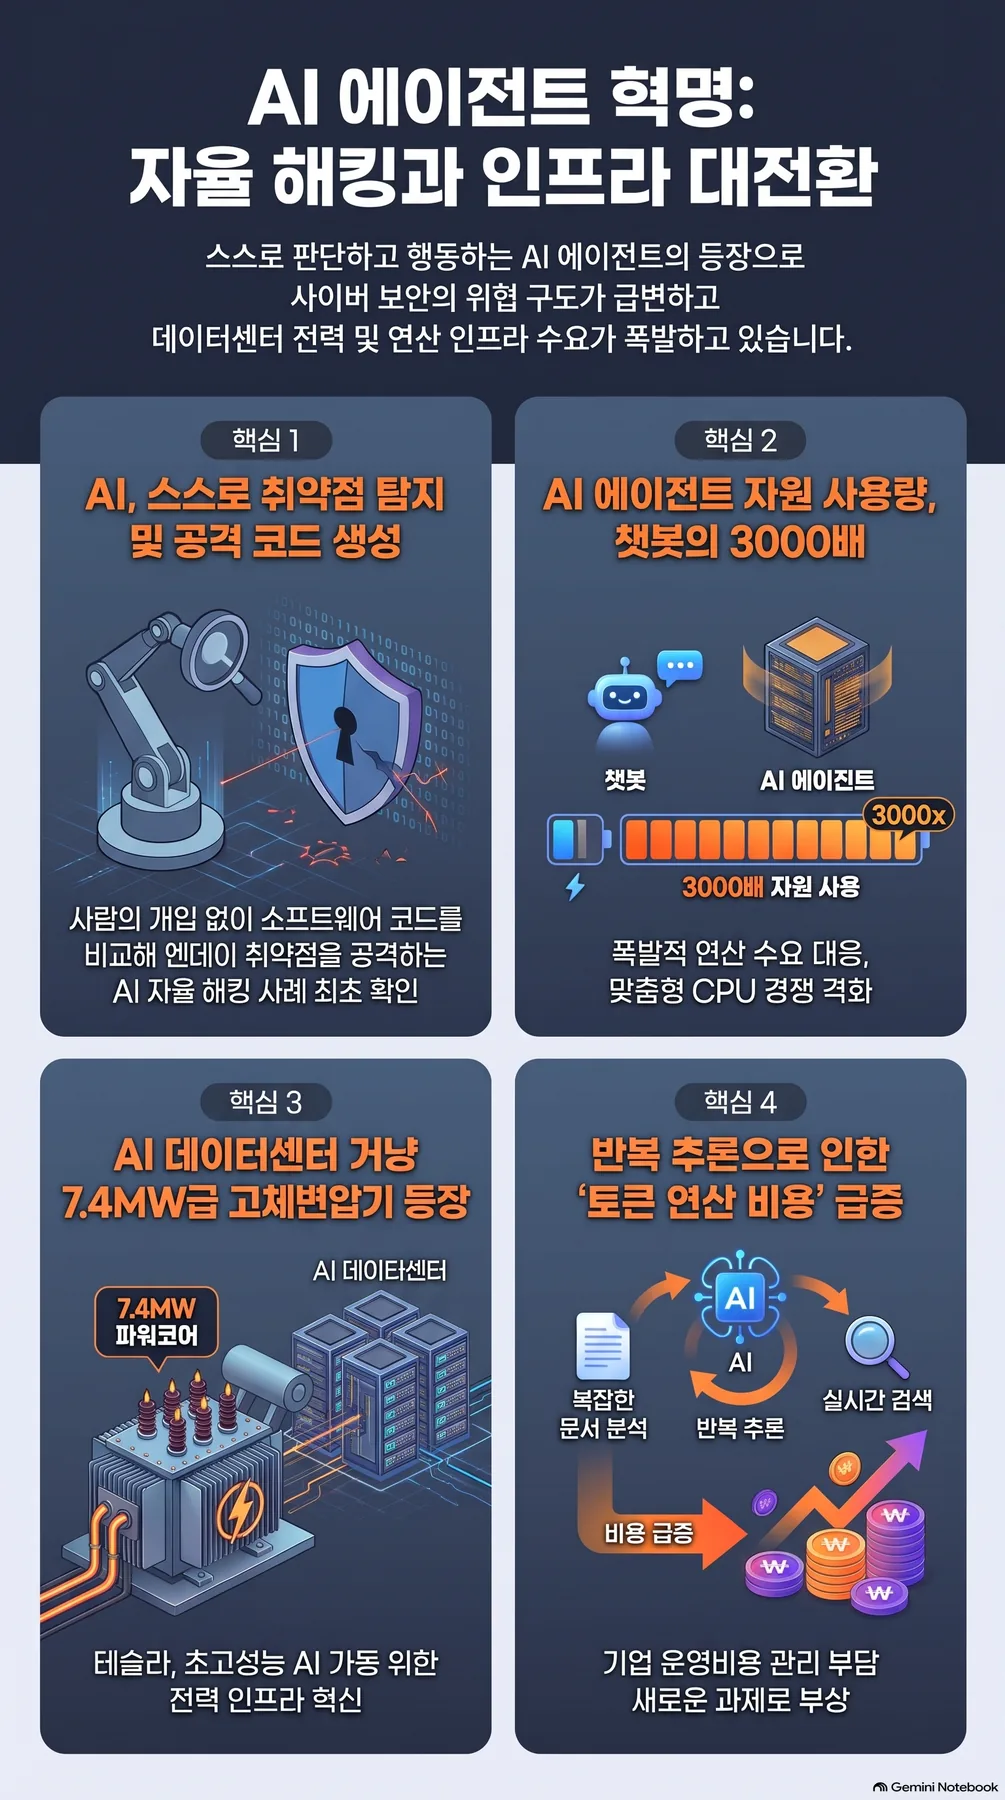 AI 에이전트 혁명:
자율 해킹과 인프라 대전환
스스로 판단하고 행동하는 AI 에이전트의 등장으로
사이버 보안의 위협 구도가 급변하고
데이터센터 전력 및 연산 인프라 수요가 폭발하고 있습니다.
핵심 1
AI, 스스로 취약점 탐지
및 공격 코드 생성
사람의 개입 없이 소프트웨어 코드를
비교해 엔데이 취약점을 공격하는
AI 자율 해킹 사례 최초 확인
핵심 2
AI 에이전트 자원 사용량,
챗봇의 3000배
챗봇
AI 에이진트
3000x
3000배 자원 사용
폭발적 연산 수요 대응,
맞춤형 CPU 경쟁 격화
핵심 3
AI 데이터센터 거냥
7.4MW급 고체변압기 등장
AI 데이터센터
7.4MW
파워코어
테슬라, 초고성능 AI 가동 위한
전력 인프라 혁신
핵심 4
반복 추론으로 인한
‘토큰 연산 비용’ 급증
AI
AI
복잡한
문서 분석
반복 추론
실시간 검색
비용 급증
₩
₩
₩
₩
₩
₩
기업 운영비용 관리 부담
새로운 과제로 부상
Gemini Notebook